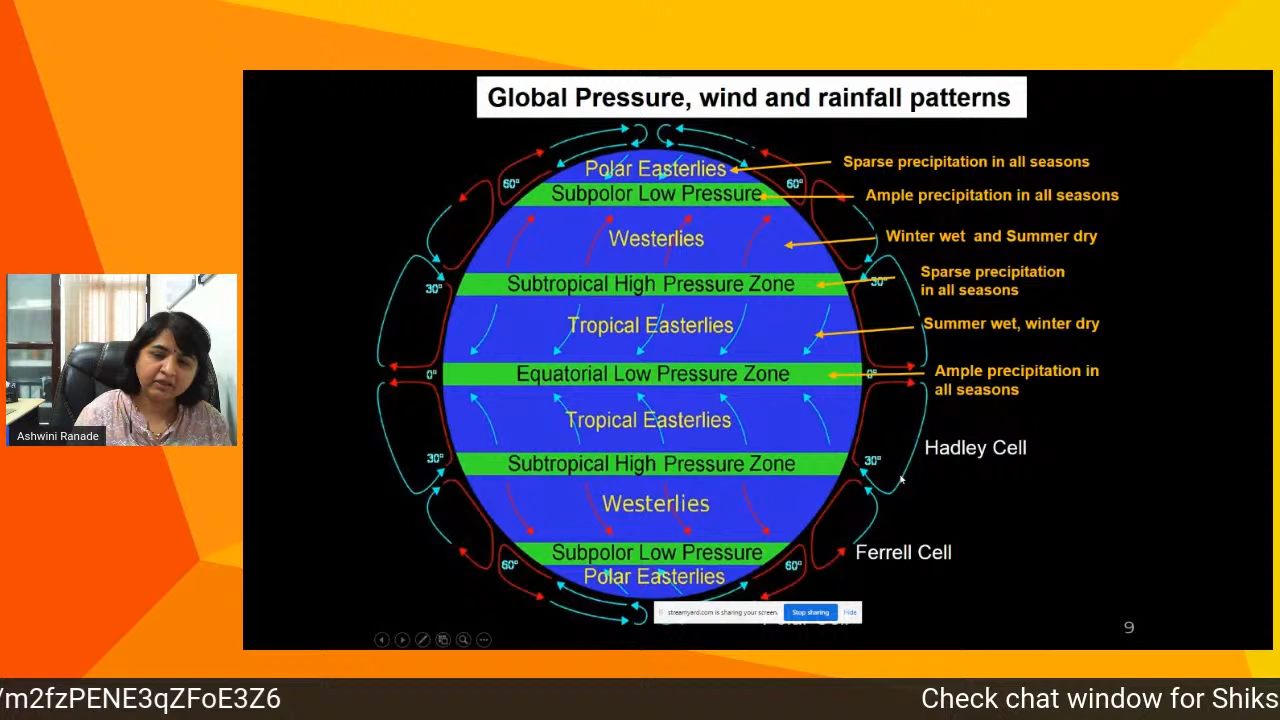 Global Pressure, wind and rainfall patterns
Polar Easterlies
Sparse precipitation in all seasons
60°
60°
Subpolor Low Pressure
Ample precipitation in all seasons
Westerlies
Winter wet and Summer dry
30°
Subtropical High Pressure Zone
30°
Sparse precipitation
in all seasons
Tropical Easterlies
Summer wet, winter dry
0°
Equatorial Low Pressure Zone
0°
Ample precipitation in
all seasons
Tropical Easterlies
Hadley Cell
30°
Subtropical High Pressure Zone
30°
Westerlies
Subpolor Low Pressure
Ferrell Cell
60°
60°
Polar Easterlies
streamyard.com is sharing your screen.
Stop sharing
Hide
9
Ashwini Ranade
/m2fzPENE3qZFoE3Z6
Check chat window for Shiks